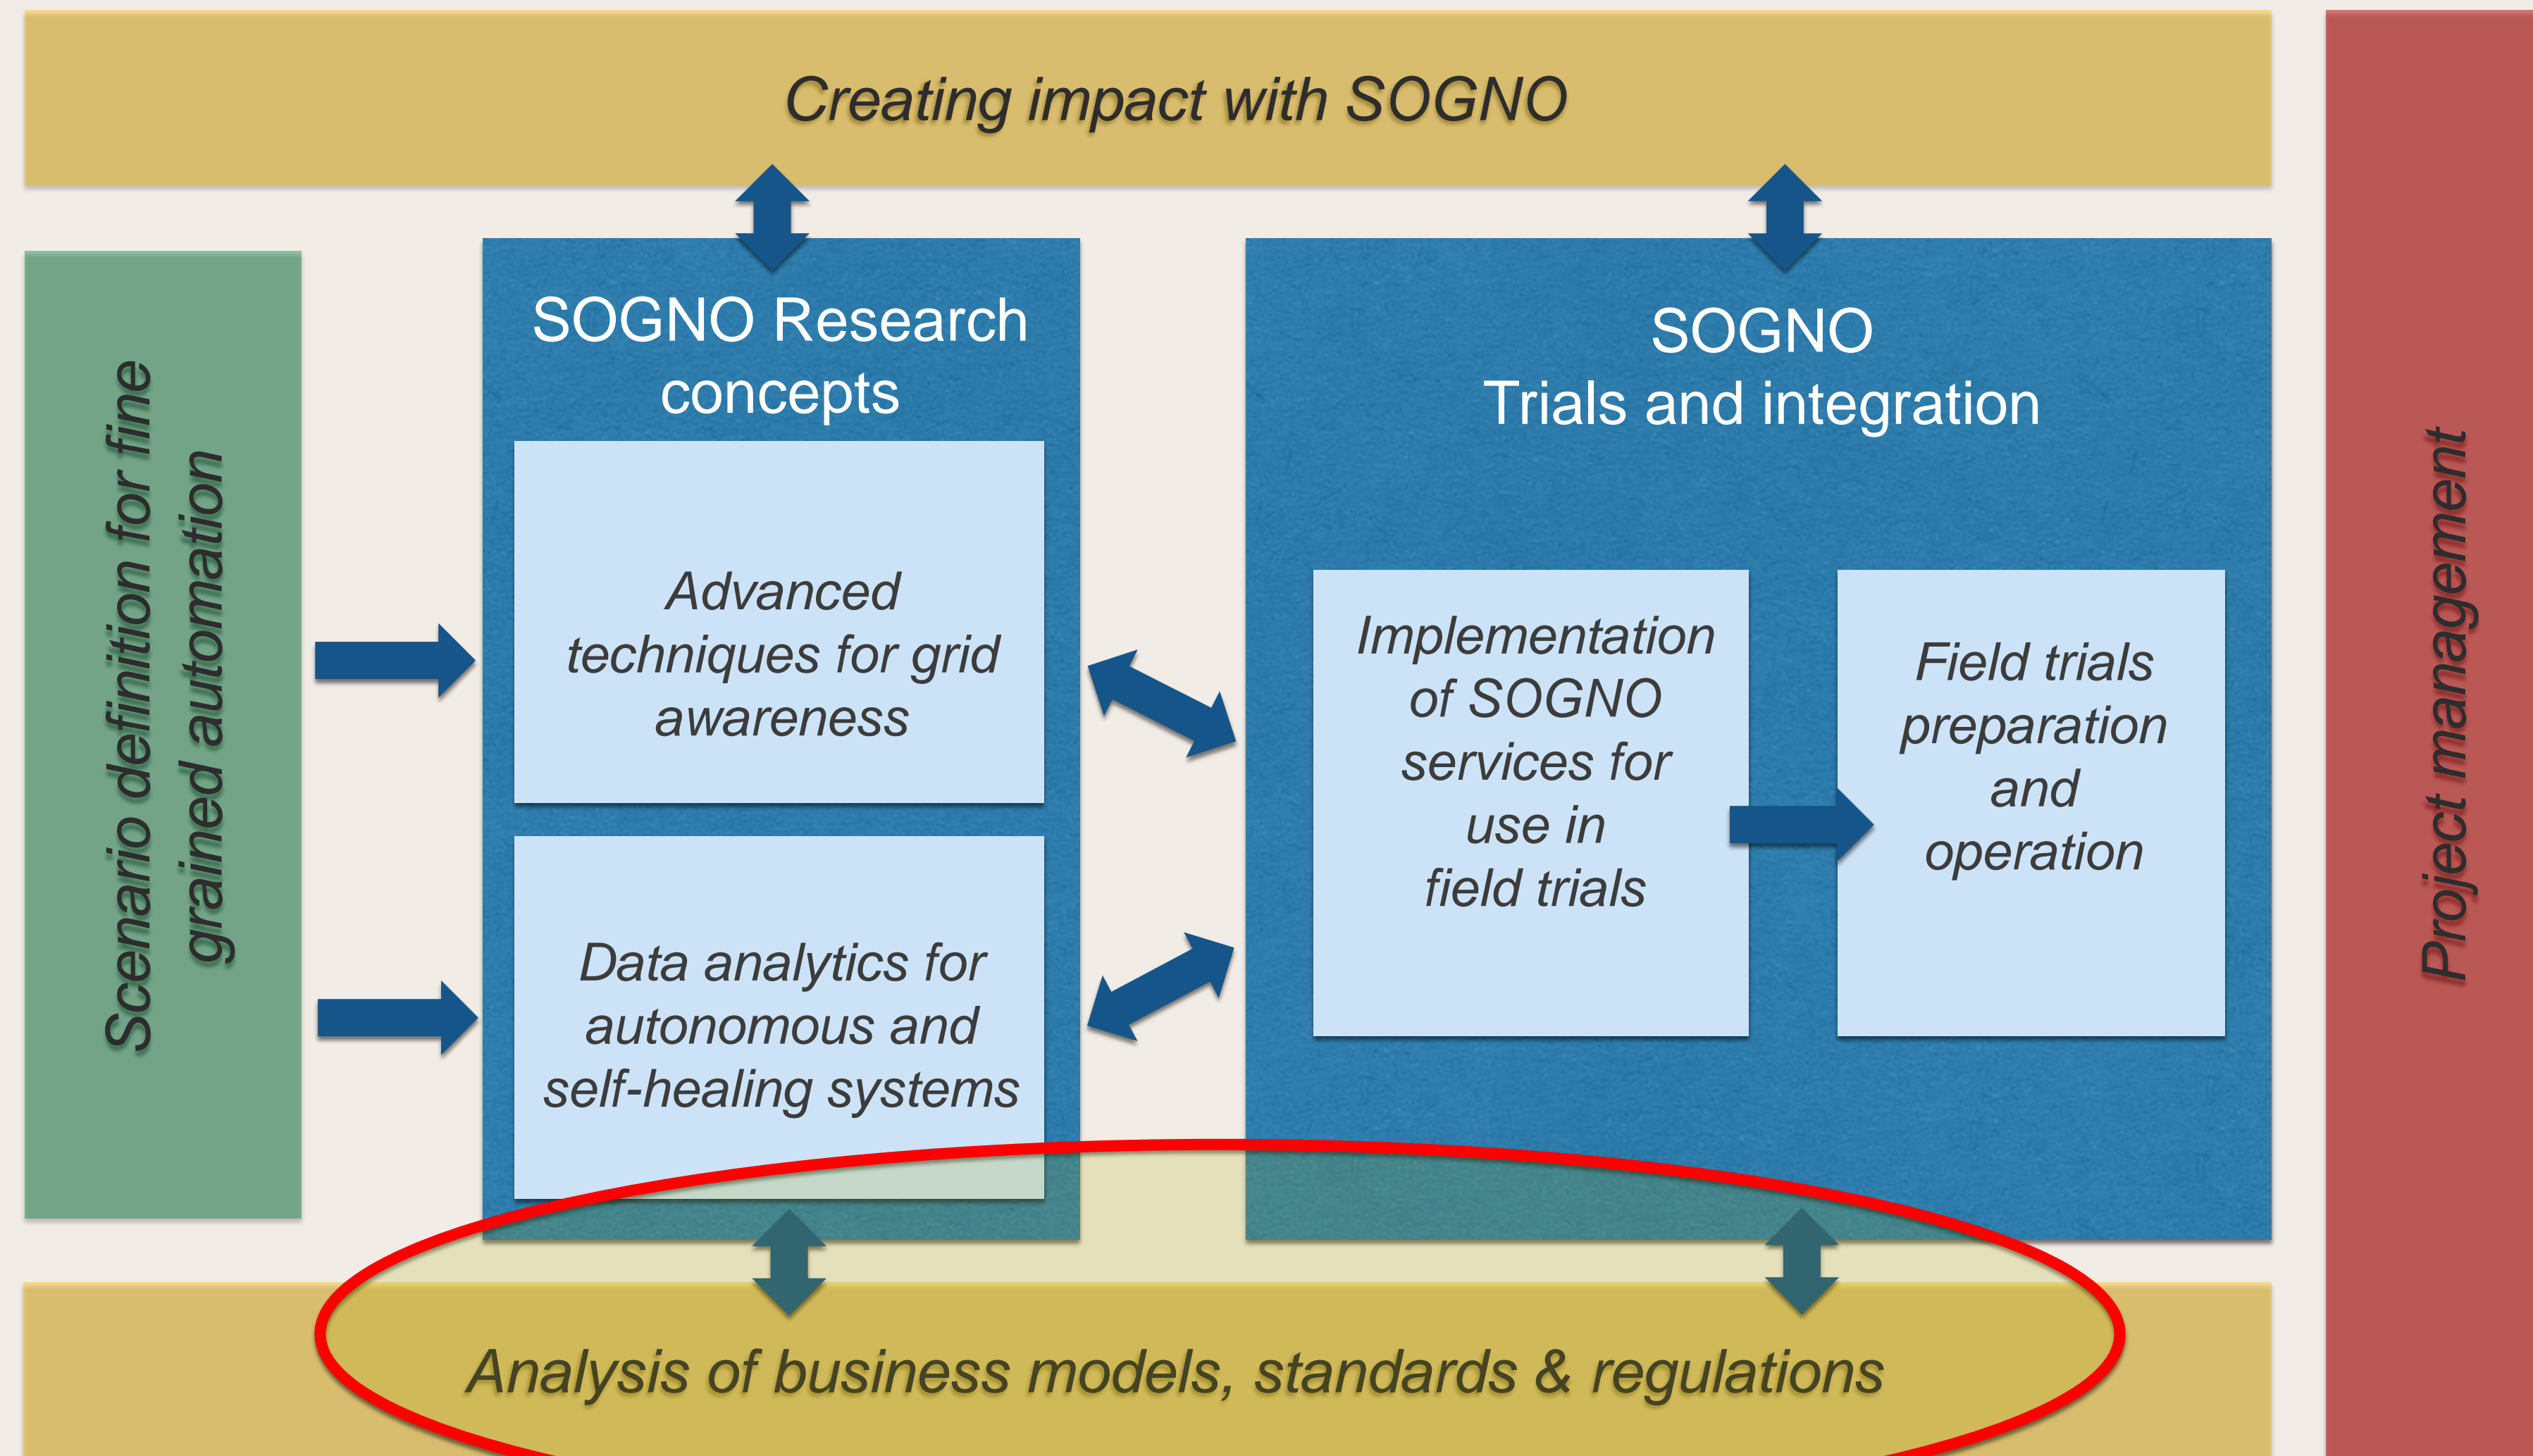 Creating impact with SOGNO
Scenario definition for fine
grained automation
SOGNO Research
concepts
Advanced
techniques for grid
awareness
Data analytics for
autonomous and
self-healing systems
SOGNO
Trials and integration
Implementation
of SOGNO
services for
use in
field trials
Field trials
preparation
and
operation
Project management
Analysis of business models, standards & regulations